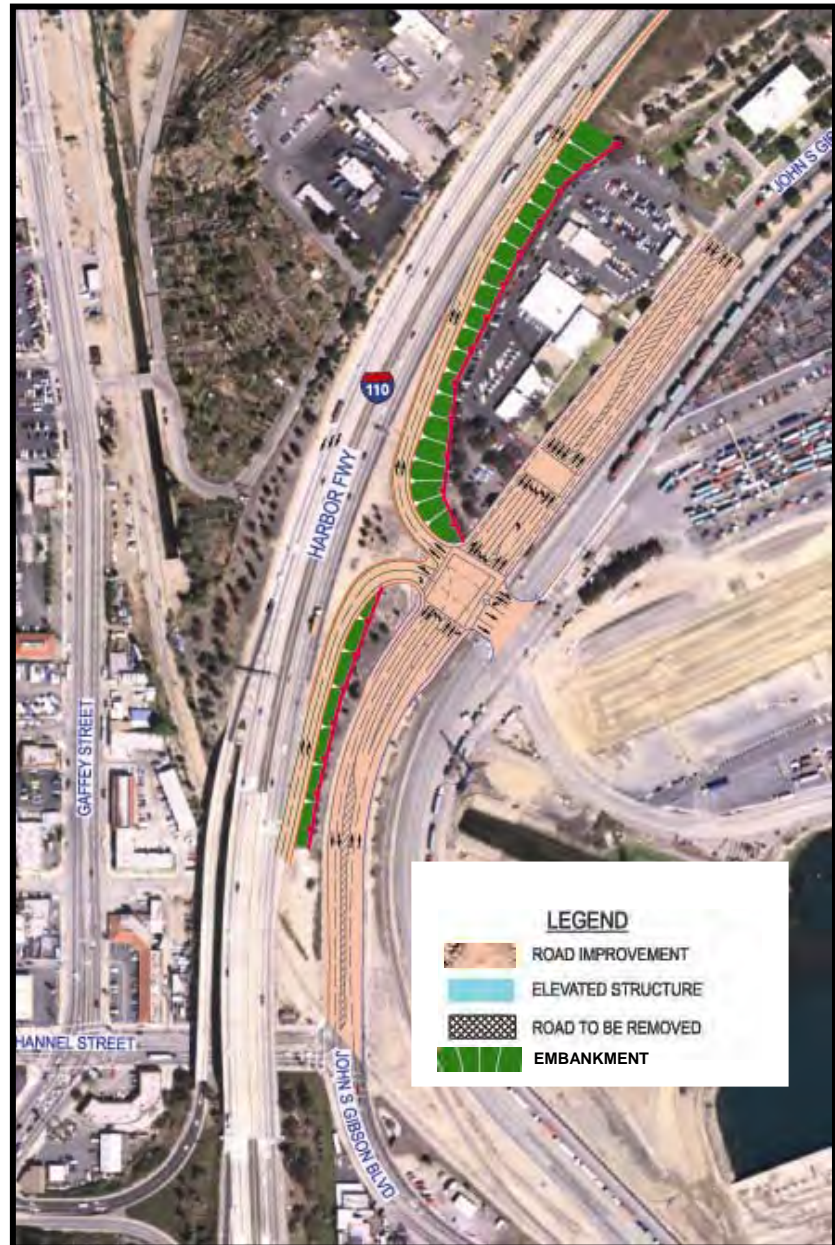 JOHN S GI
110
HARBOR FWY
GAFFEY STREET
LEGEND
ROAD IMPROVEMENT
ELEVATED STRUCTURE
ROAD TO BE REMOVED
EMBANKMENT
HANNEL STREET
JOHN S GIBSON BLVD